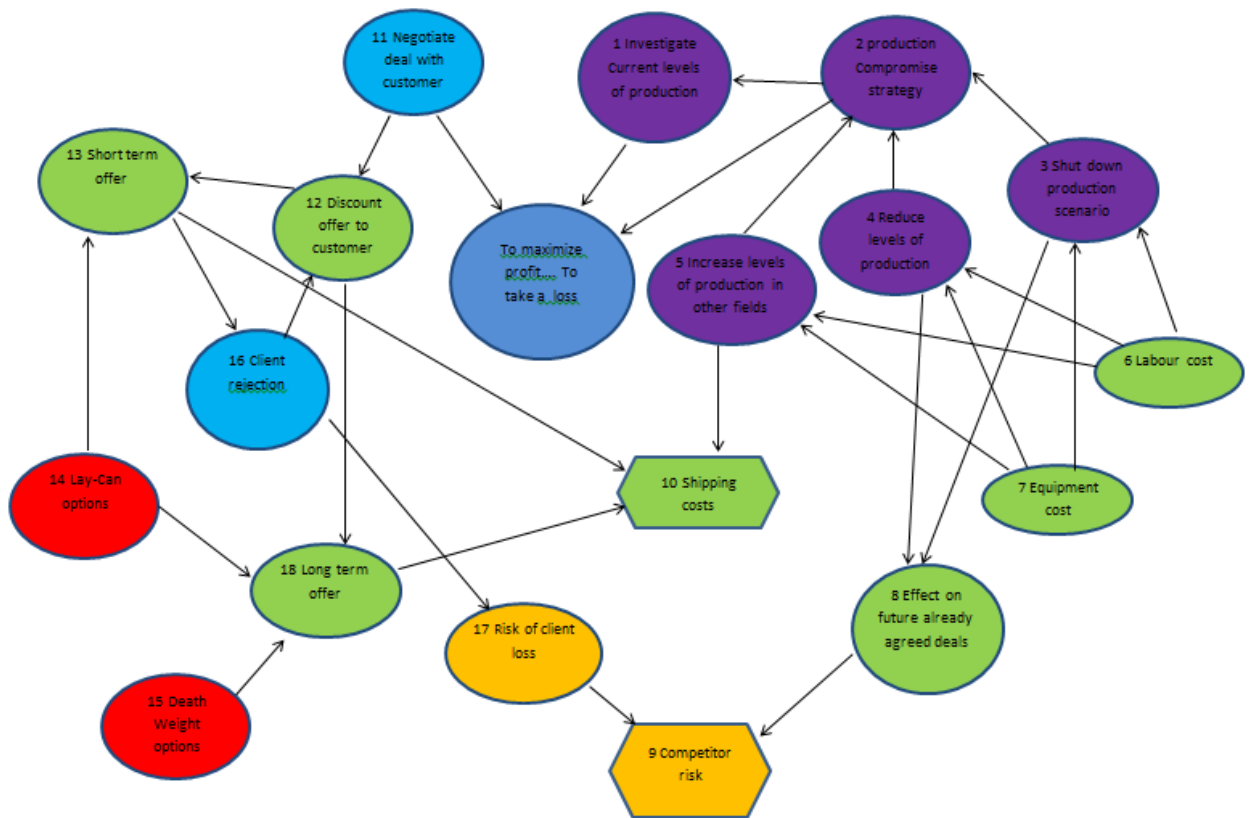 11 Negotiate
deal with
customer
1 Investigate
Current levels
of production
2 production
Compromise
strategy
13 Short term
offer
12 Discount
offer to
customer
To maximize
profit.... To
take a loss
5 Increase levels
of production in
other fields
4 Reduce
levels of
production
3 Shut down
production
scenario
16 Client
rejection
6 Labour cost
14 Lay-Can
options
10 Shipping
costs
7 Equipment
cost
18 Long term
offer
17 Risk of client
loss
8 Effect on
future already
agreed deals
15 Death
Weight
options
9 Competitor
risk